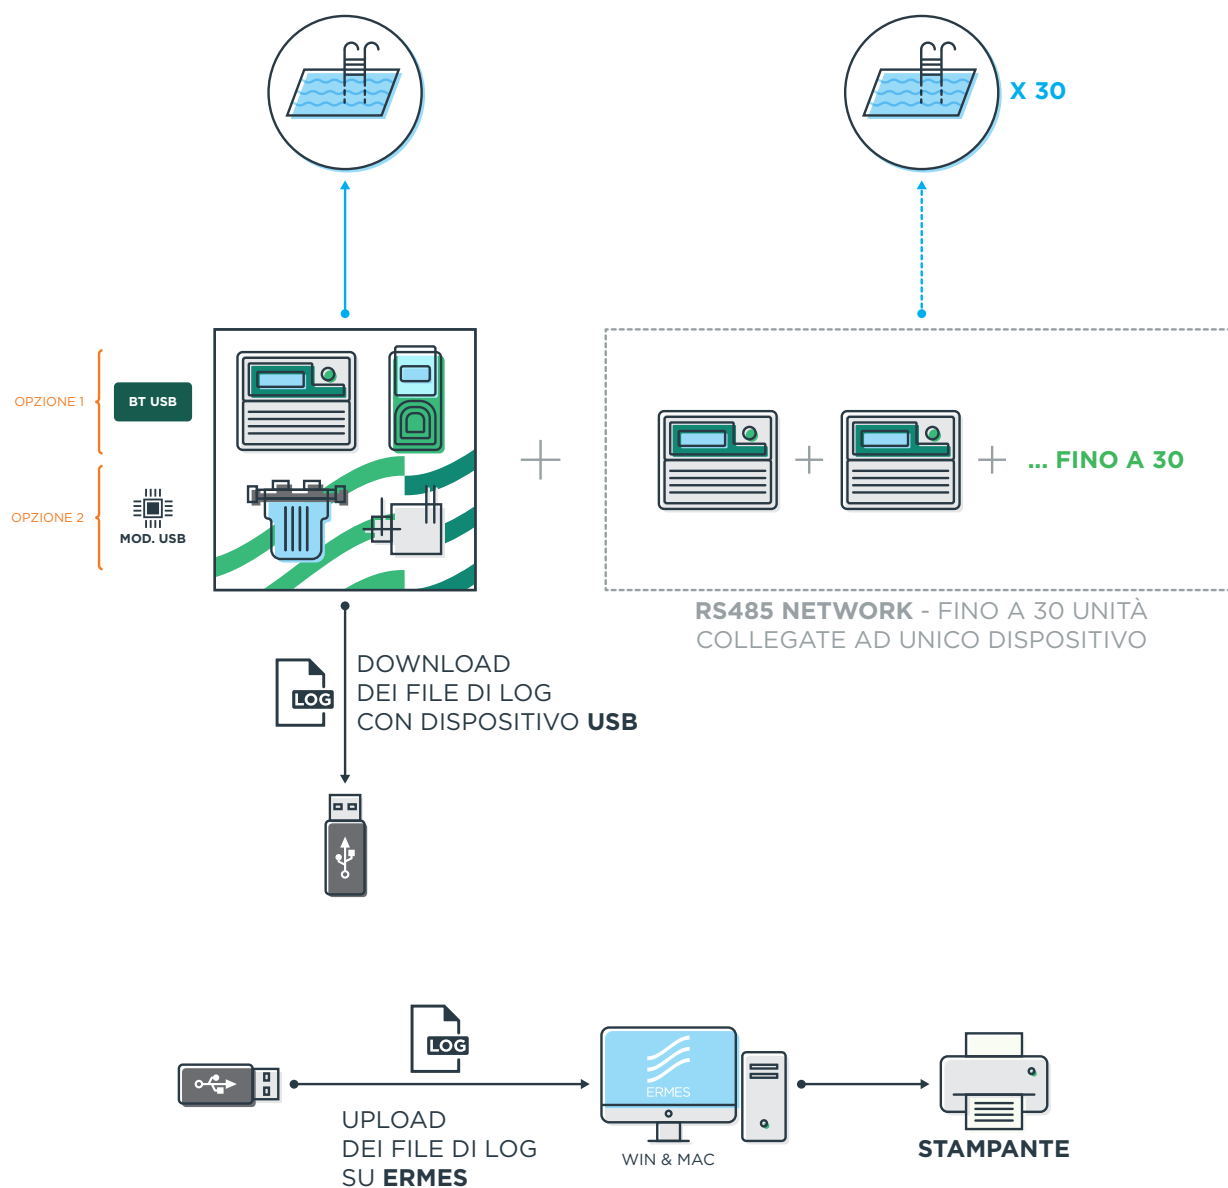 X 30
OPZIONE 1
BT USB
OPZIONE 2
MOD. USB
... FINO A 30
RS485 NETWORK - FINO A 30 UNITÀ
COLLEGATE AD UNICO DISPOSITIVO
LOG
DOWNLOAD
DEI FILE DI LOG
CON DISPOSITIVO USB
LOG
UPLOAD
DEI FILE DI LOG
SU ERMES
ERMES
WIN & MAC
STAMPANTE